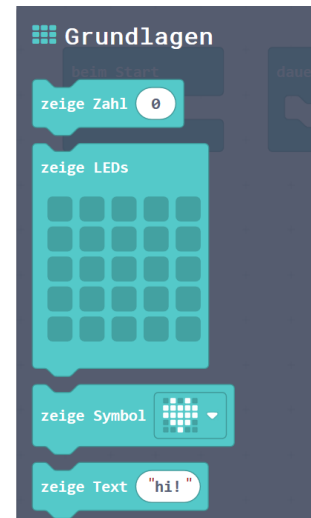 Grundlagen
beim Start
daue
zeige Zahl 0
zeige LEDs
zeige Symbol
zeige Text "hi!"